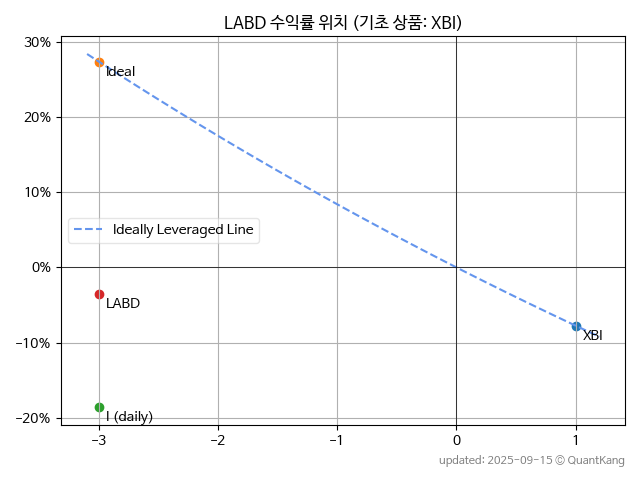 LABD 수익률 위치 (기초 상품: XBI)
30%
Ideal
20%
10%
Ideally Leveraged Line
0%
LABD
−10%
XBI
I (daily)
−20%
−3
−2
−1
0
1
updated: 2025-09-15 © QuantKang